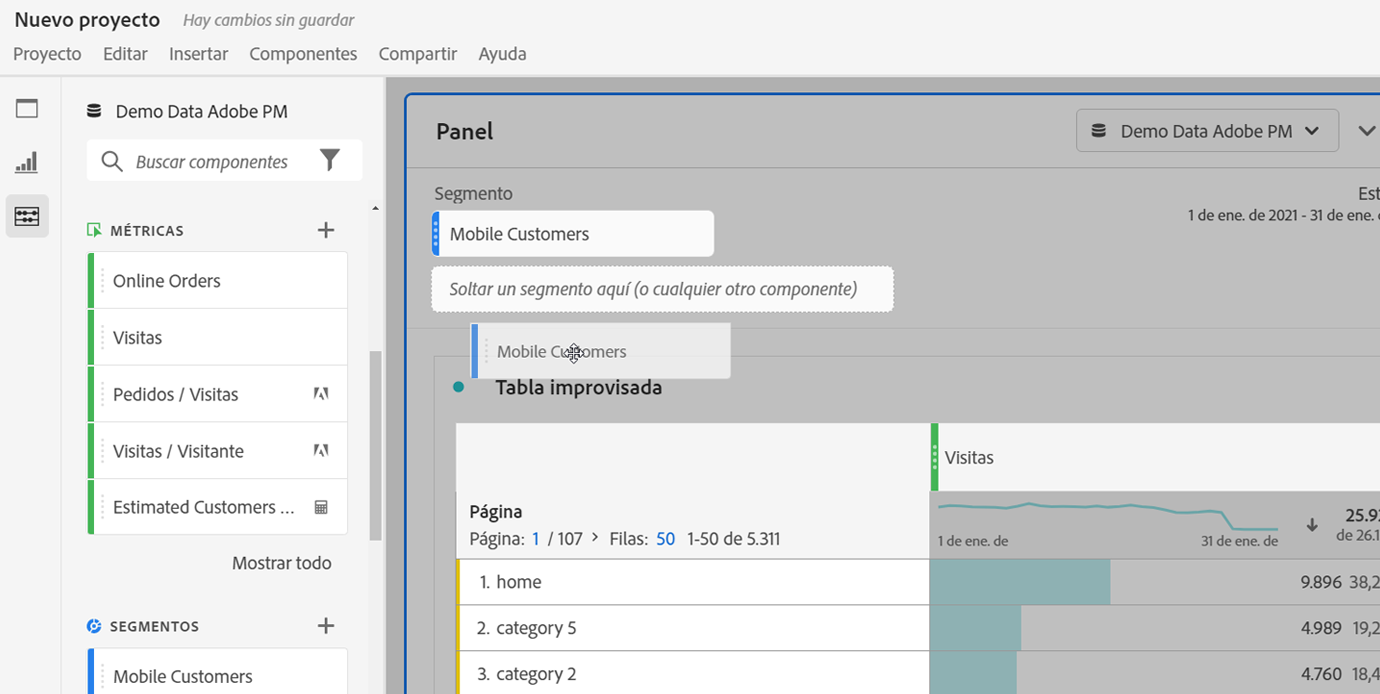 Nuevo proyecto Hay cambios sin guardar
Proyecto Editar Insertar Componentes Compartir Ayuda
Demo Data Adobe PM
Buscar componentes
MÉTRICAS
Online Orders
Visitas
Pedidos / Visitas
Visitas / Visitante
Estimated Customers ...
Mostrar todo
SEGMENTOS
Mobile Customers
Panel
Demo Data Adobe PM
Segmento
Est
1 de ene. de 2021 - 31 de ene.
Mobile Customers
Soltar un segmento aquí (o cualquier otro componente)
Mobile Customers
Tabla improvisada
Visitas
Página
Página: 1 / 107 > Filas: 50 1-50 de 5.311
1 de ene. de 31 de ene. de
25.9
de 26.1
1. home 9.896 38,2
2. category 5 4.989 19,2
3. category 2 4.760 18,4